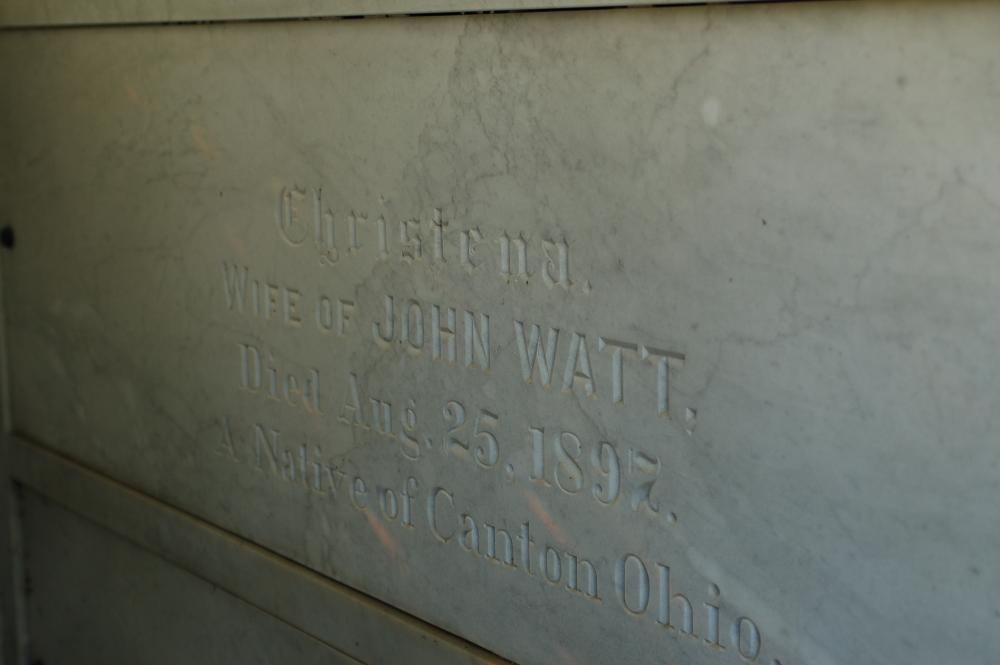 Christena.
WIFE OF JOHN WATT,
Died Aug. 25, 1897.
A Native of Canton Ohio.